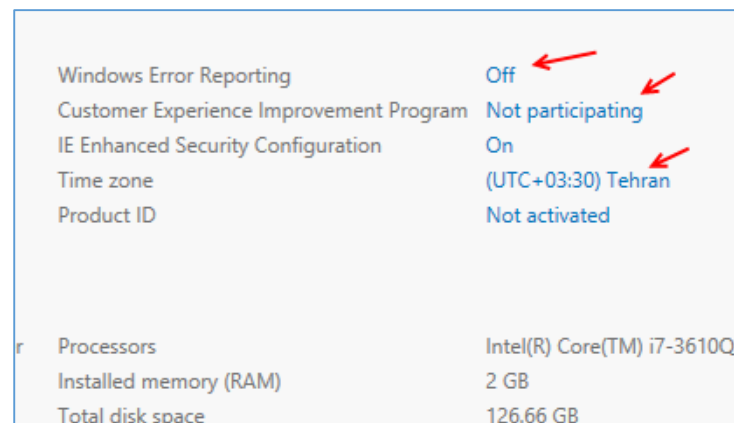 Windows Error Reporting Off
Customer Experience Improvement Program Not participating
IE Enhanced Security Configuration On
Time zone (UTC+03:30) Tehran
Product ID Not activated
r Processors Intel(R) Core(TM) i7-3610Q
Installed memory (RAM) 2 GB
Total disk space 126.66 GB